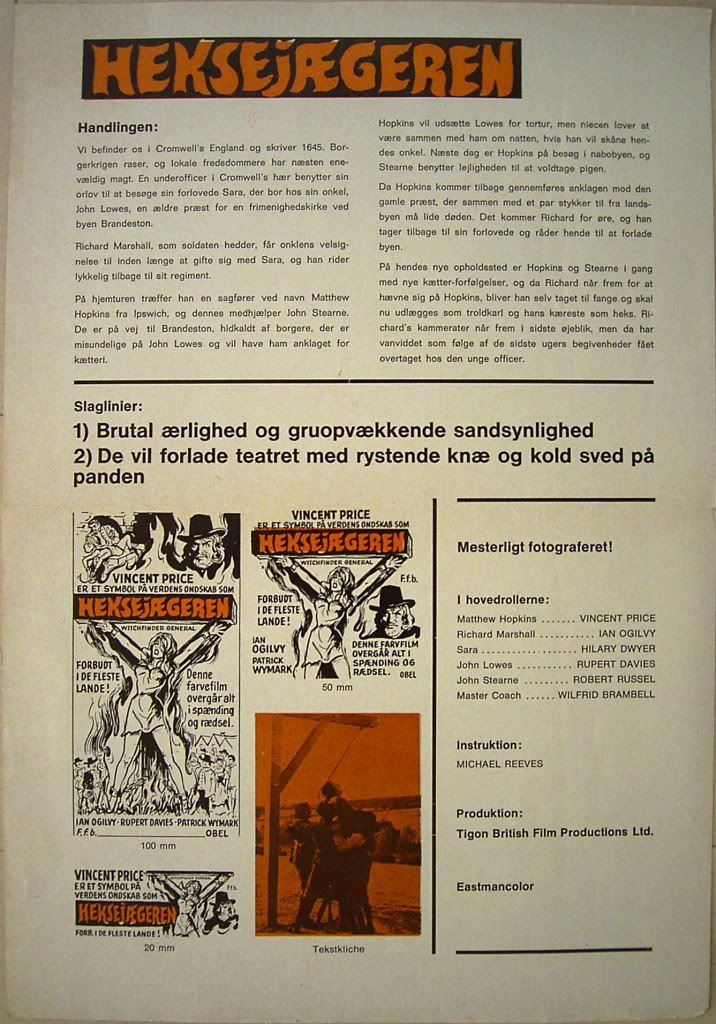 HEKSEJÆGEREN
Handlingen:
Vi befinder os i Cromwell's England og skriver 1645. Bor-
gerkrigen raser, og lokale fredsdommere har næsten ene-
vældig magt. En underofficer i Cromwell's hær benytter sin
orlov til at besøge sin forlovede Sara, der bor hos sin onkel,
John Lowes, en ældre præst for en frimenighedskirke ved
byen Brandeston.
Richard Marshall, som soldaten hedder, får onklens velsig-
nelse til inden længe at gifte sig med Sara, og han rider
lykkelig tilbage til sit regiment.
På hjemturen træffer han en sagfører ved navn Matthew
Hopkins fra Ipswich, og dennes medhjælper John Stearne.
De er på vej til Brandeston, hidkaldt af borgere, der er
misundelige på John Lowes og vil have ham anklaget for
kætteri.
Hopkins vil udsætte Lowes for tortur, men niecen lover at
være sammen med ham om natten, hvis han vil skåne hen-
des onkel. Næste dag er Hopkins på besøg i nabobyen, og
Stearne benytter lejligheden til at voldtage pigen.
Da Hopkins kommer tilbage gennemføres anklagen mod den
gamle præst, der sammen med et par stykker til fra lands-
byen må lide døden. Det kommer Richard for øre, og han
tager tilbage til sin forlovede og råder hende til at forlade
byen.
På hendes nye opholdssted er Hopkins og Stearne i gang
med nye kætter-forfølgelser, og da Richard når frem for at
hævne sig på Hopkins, bliver han selv taget til fange og skal
nu udlægges som troldkarl og hans kæreste som heks. Ri-
chard's kammerater når frem i sidste øjeblik, men da har
vanviddet som følge af de sidste ugers begivenheder fået
overtaget hos den unge officer.
Slaglinier:
1) Brutal ærlighed og gruopvækkende sandsynlighed
2) De vil forlade teatret med rystende knæ og kold sved på
panden
VINCENT PRICE
ER ET SYMBOL PÅ VERDENS ONDSKAB SOM
HEKSEJÆGEREN
WITCHFINDER GENERAL
FORBUDT
I DE FLESTE
LANDE!
Denne
farvefilm
overgår alt
i spænding
og rædsel.
IAN OGILVY · RUPERT DAVIES · PATRICK WYMARK
F.f.b. OBEL
100 mm
VINCENT PRICE
ER ET SYMBOL PÅ
VERDENS ONDSKAB SOM
WITCHFINDER GENERAL
F.f.b.
HEKSEJÆGEREN
FORB. I DE FLESTE LANDE!
20 mm
VINCENT PRICE
ER ET SYMBOL PÅ VERDENS ONDSKAB SOM
HEKSEJÆGEREN
WITCHFINDER GENERAL
F.f.b.
FORBUDT
I DE FLESTE
LANDE!
IAN
OGILVY
PATRICK
WYMARK
DENNE FARVEFILM
OVERGÅR ALT I
SPÆNDING OG
RÆDSEL.
OBEL
50 mm
Tekstkliche
Mesterligt fotograferet!
I hovedrollerne:
Matthew Hopkins ....... VINCENT PRICE
Richard Marshall ........... IAN OGILVY
Sara .................. HILARY DWYER
John Lowes ........... RUPERT DAVIES
John Stearne ......... ROBERT RUSSEL
Master Coach ...... WILFRID BRAMBELL
Instruktion:
MICHAEL REEVES
Produktion:
Tigon British Film Productions Ltd.
Eastmancolor